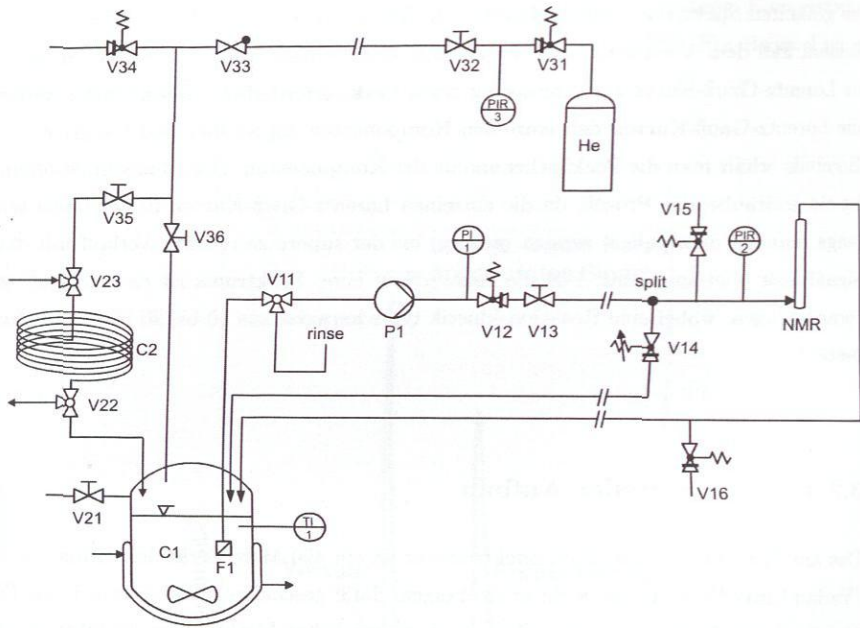 V34
V33
V32
V31
PIR
3
He
V35
V36
V15
PI
PIR
2
V23
V11
split
P1
V12
V13
NMR
rinse
C2
V14
V22
V16
V21
TI
1
C1
F1